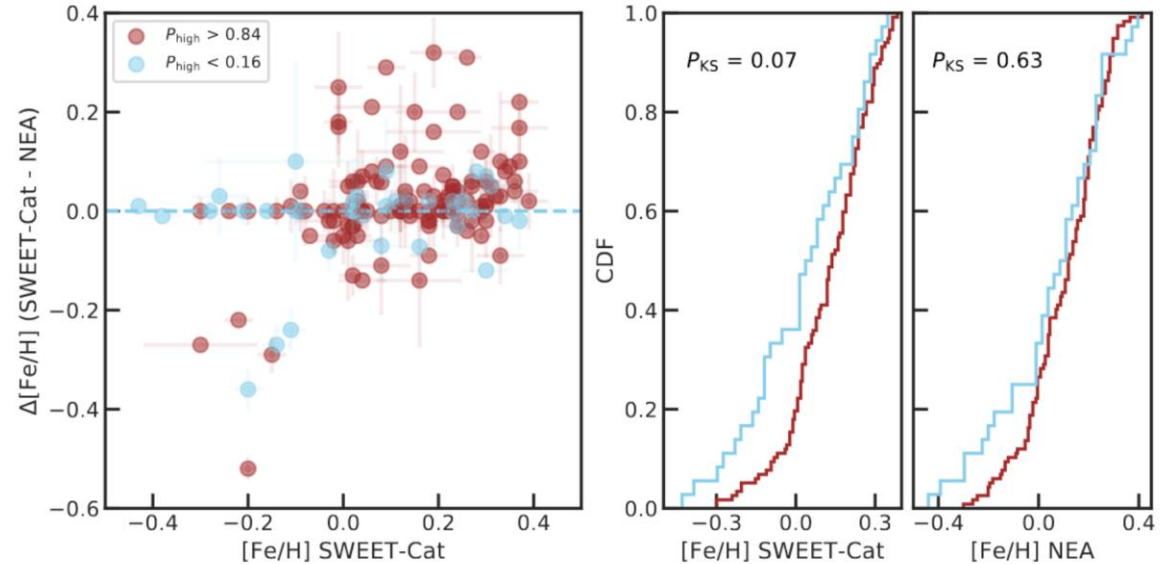 P_high > 0.84
P_high < 0.16
Δ[Fe/H] (SWEET-Cat - NEA)
0.4
0.2
0.0
−0.2
−0.4
−0.6
−0.4
−0.2
0.0
0.2
0.4
[Fe/H] SWEET-Cat
P_KS = 0.07
CDF
1.0
0.8
0.6
0.4
0.2
0.0
−0.3
0.0
0.3
[Fe/H] SWEET-Cat
P_KS = 0.63
−0.4
0.0
0.4
[Fe/H] NEA